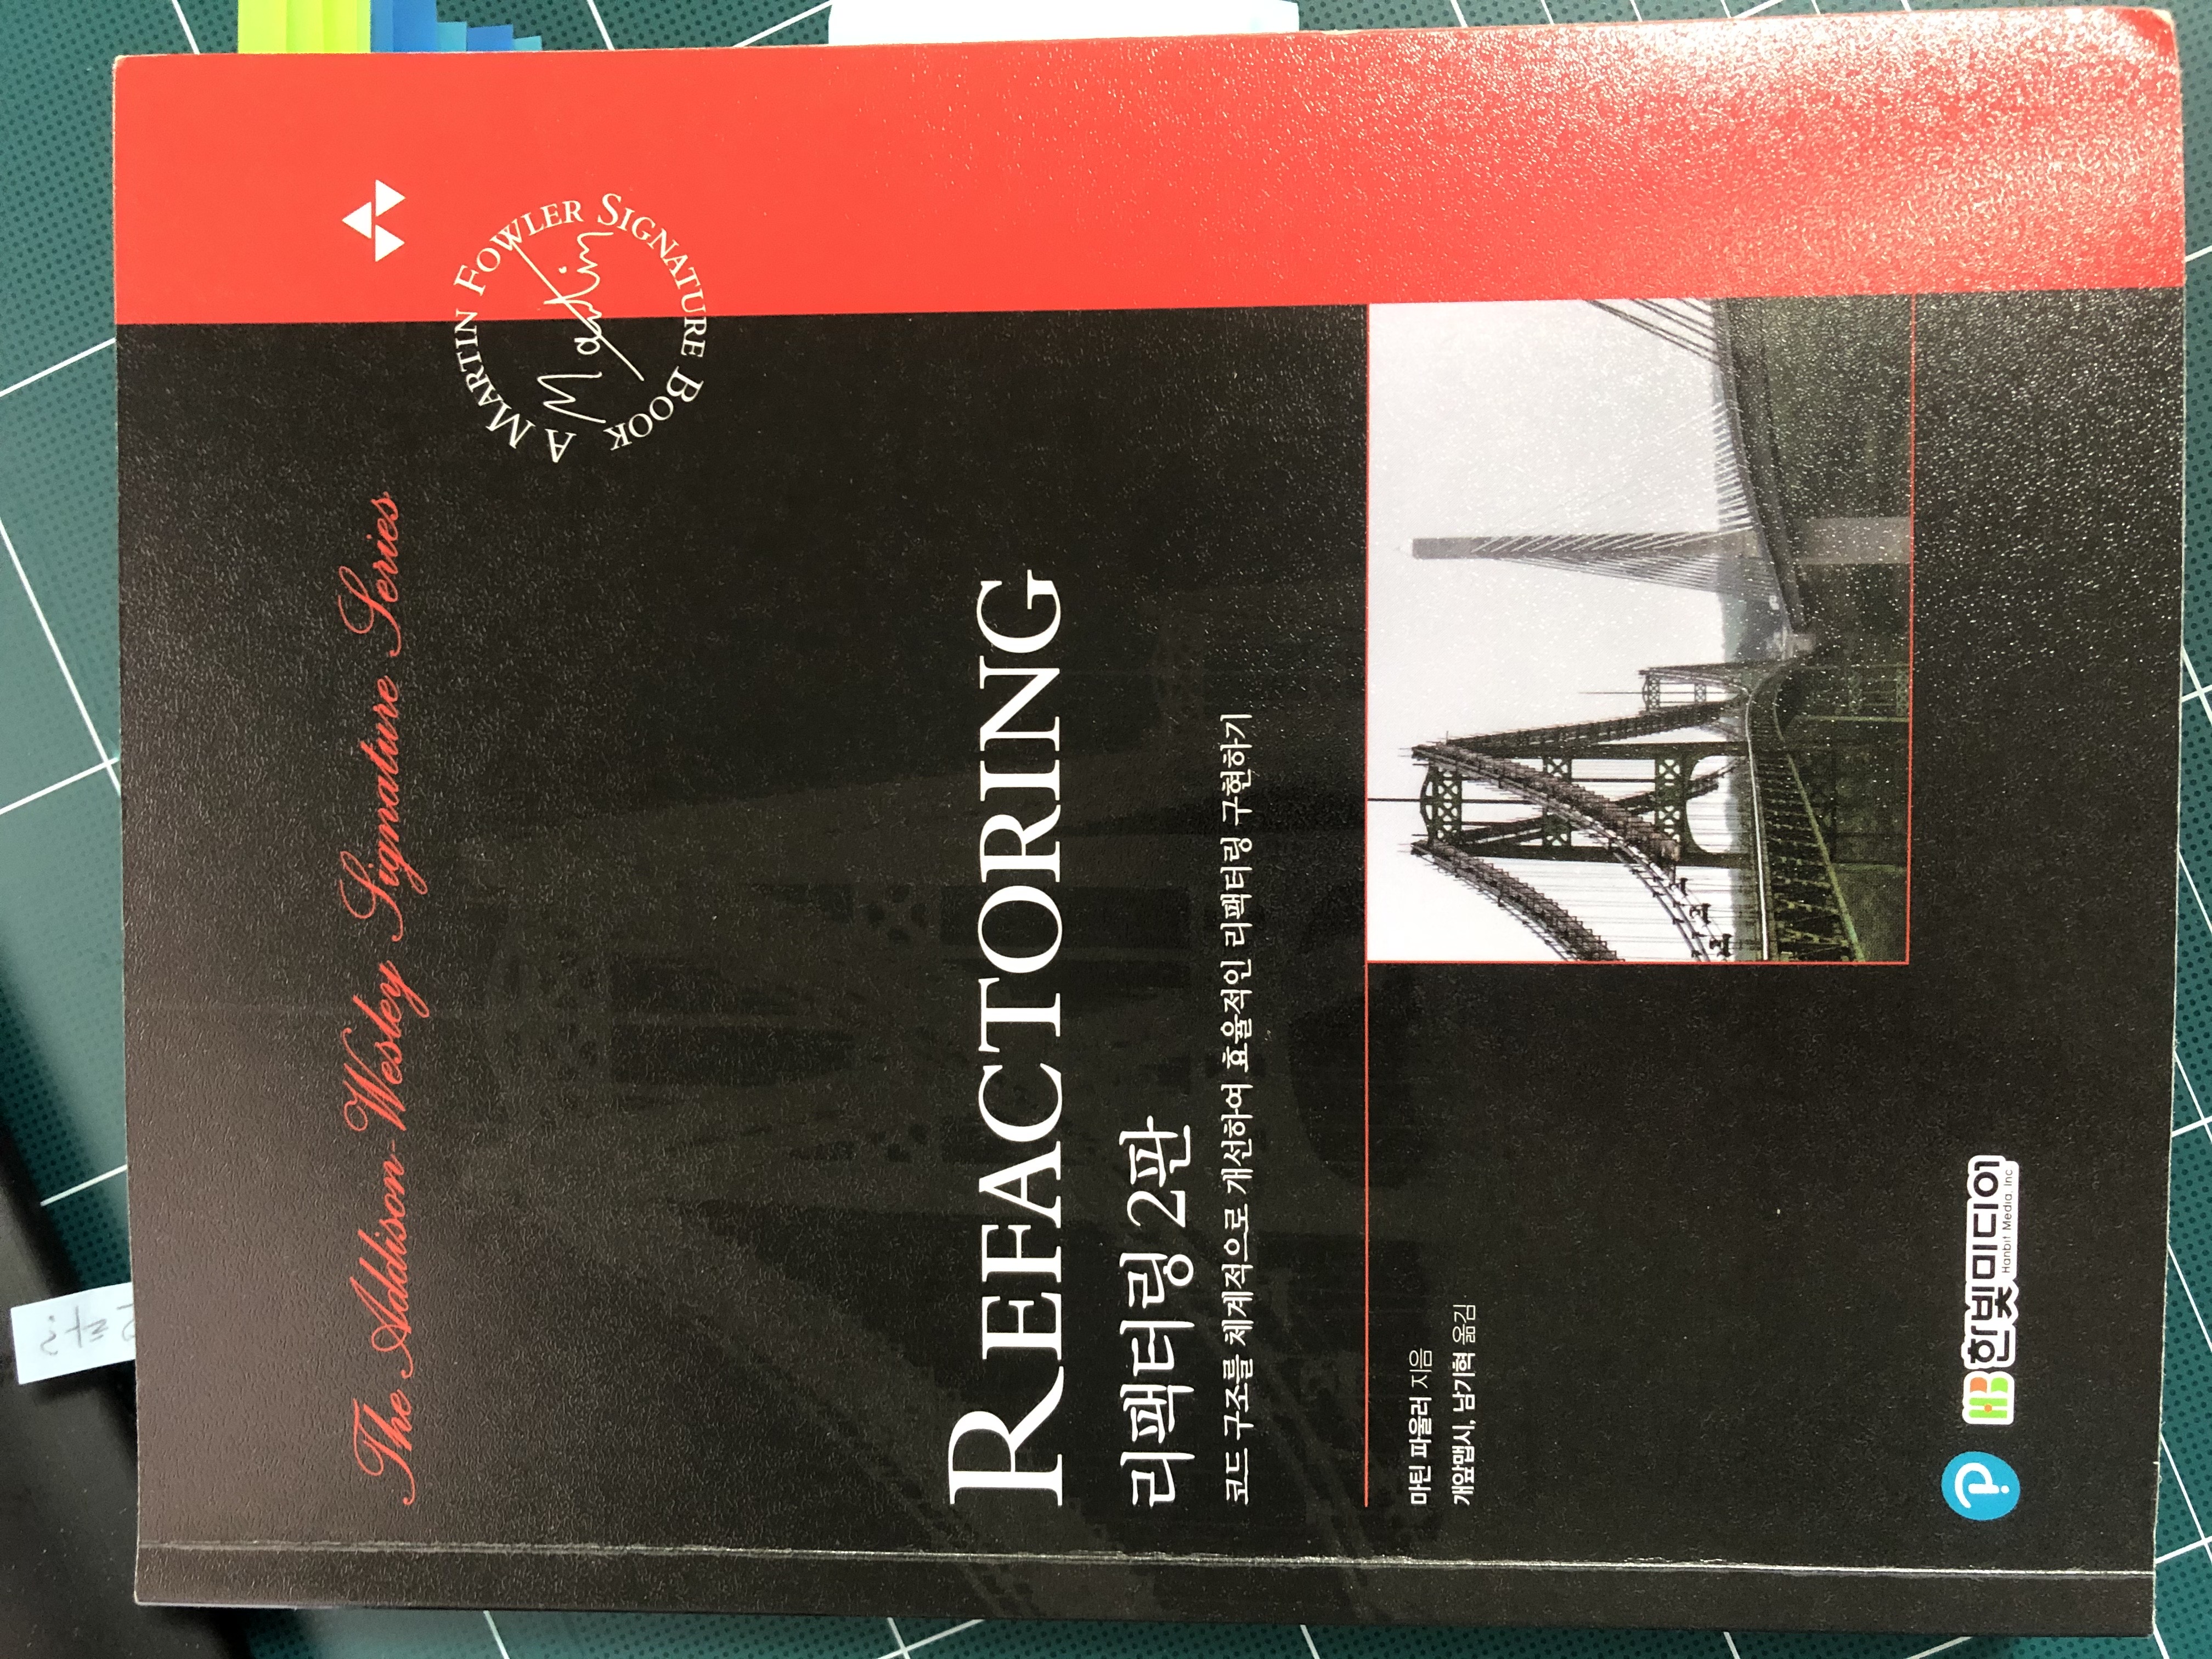 The Addison-Wesley Signature Series
A MARTIN FOWLER SIGNATURE BOOK
Martin
REFACTORING
리팩터링 2판
코드 구조를 체계적으로 개선하여 효율적인 리팩터링 구현하기
마틴 파울러 지음
개앞맵시, 남기혁 옮김
HB 한빛미디어
Hanbit Media, Inc.